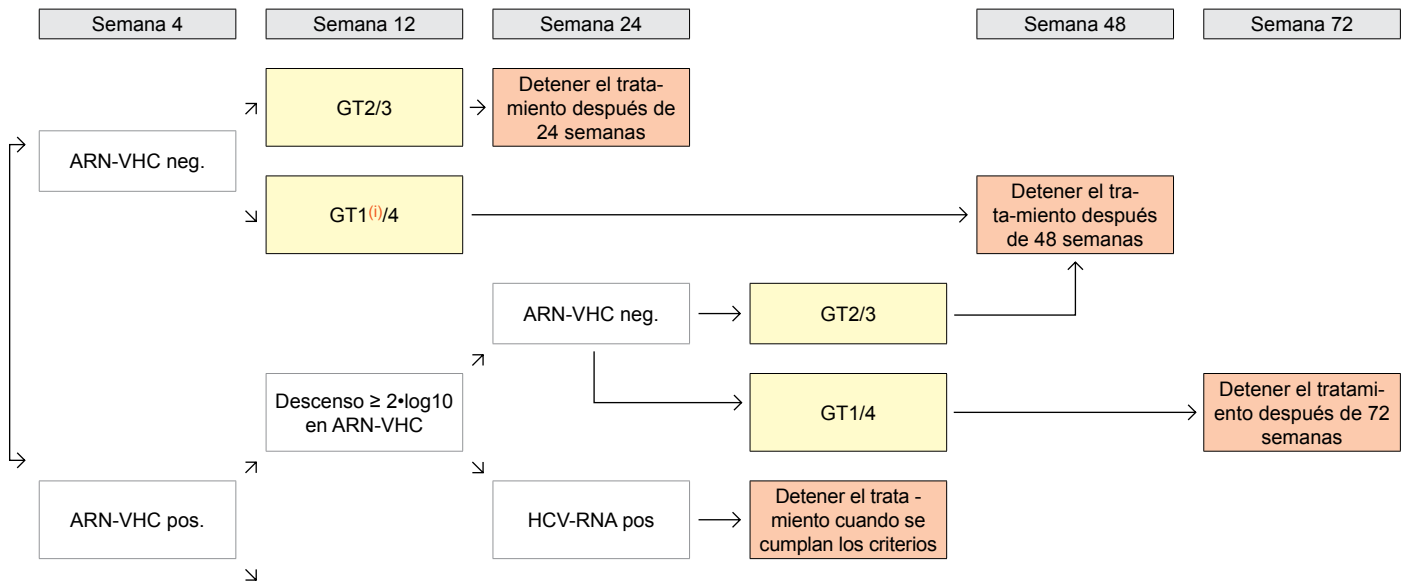 Semana 4
Semana 12
Semana 24
Semana 48
Semana 72
GT2/3
Detener el trata-
miento después de
24 semanas
ARN-VHC neg.
GT1(i)/4
Detener el tra-
ta-miento después
de 48 semanas
ARN-VHC neg.
GT2/3
Descenso ≥ 2•log10
en ARN-VHC
GT1/4
Detener el tratami-
ento después de 72
semanas
ARN-VHC pos.
HCV-RNA pos
Detener el trata -
miento cuando se
cumplan los criterios